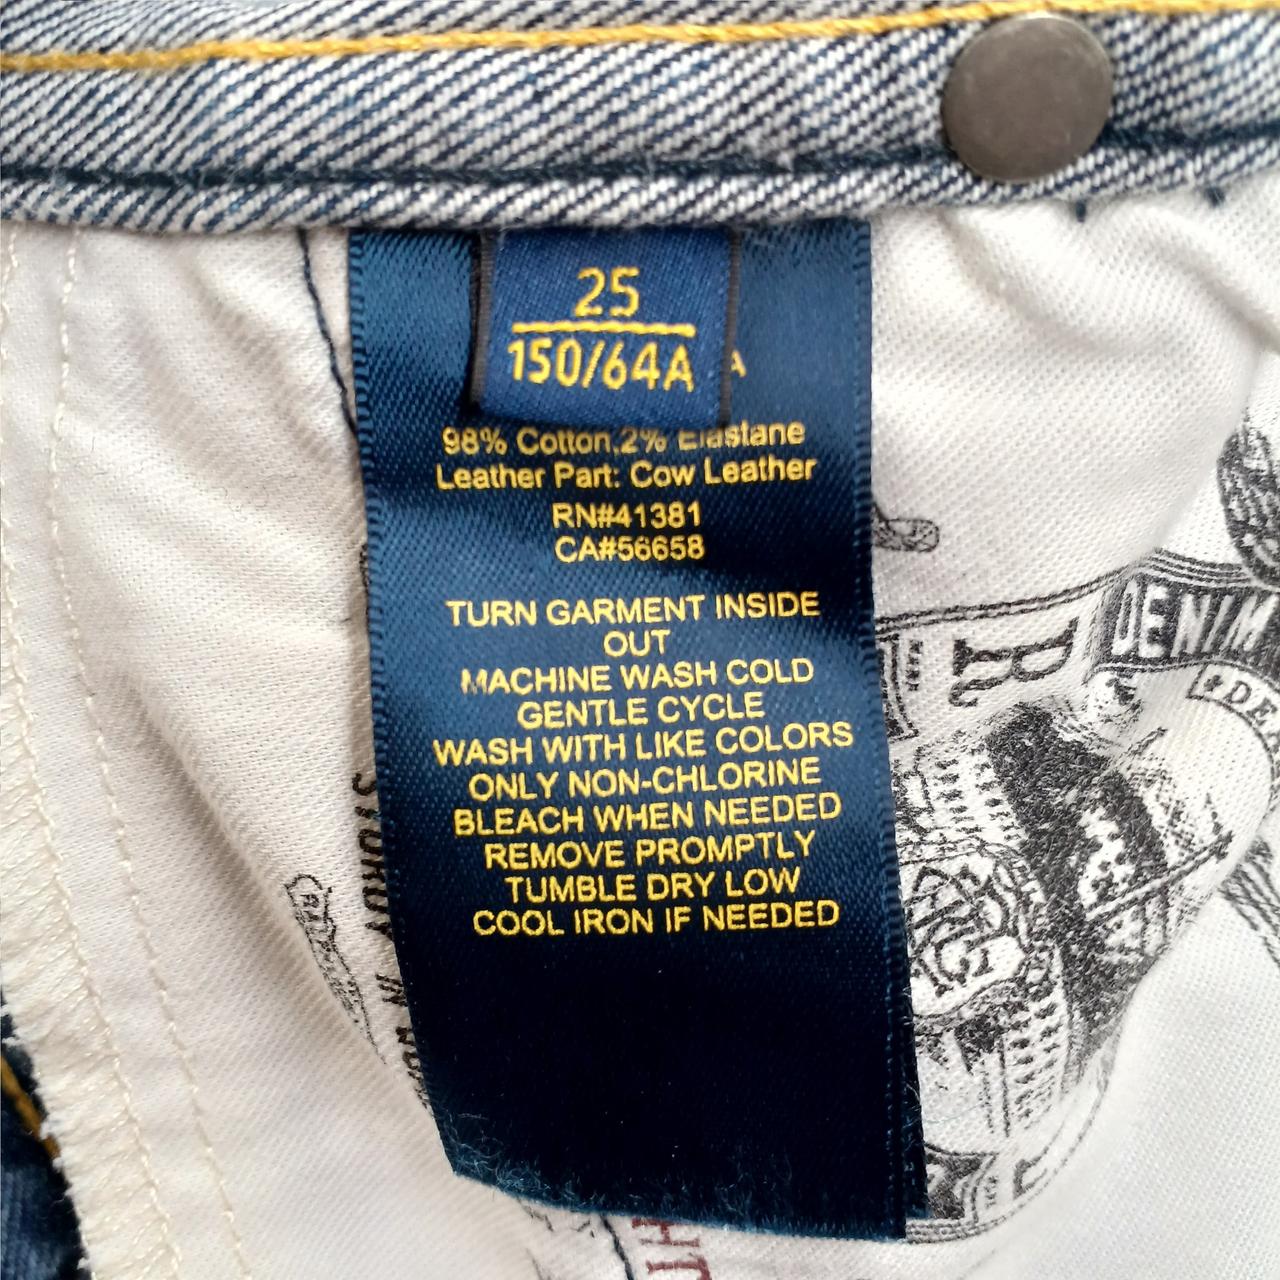 25
150/64A
A
98% Cotton,2% Elastane
Leather Part: Cow Leather
RN#41381
CA#56658
TURN GARMENT INSIDE
OUT
MACHINE WASH COLD
GENTLE CYCLE
WASH WITH LIKE COLORS
ONLY NON-CHLORINE
BLEACH WHEN NEEDED
REMOVE PROMPTLY
TUMBLE DRY LOW
COOL IRON IF NEEDED
DENIM
R